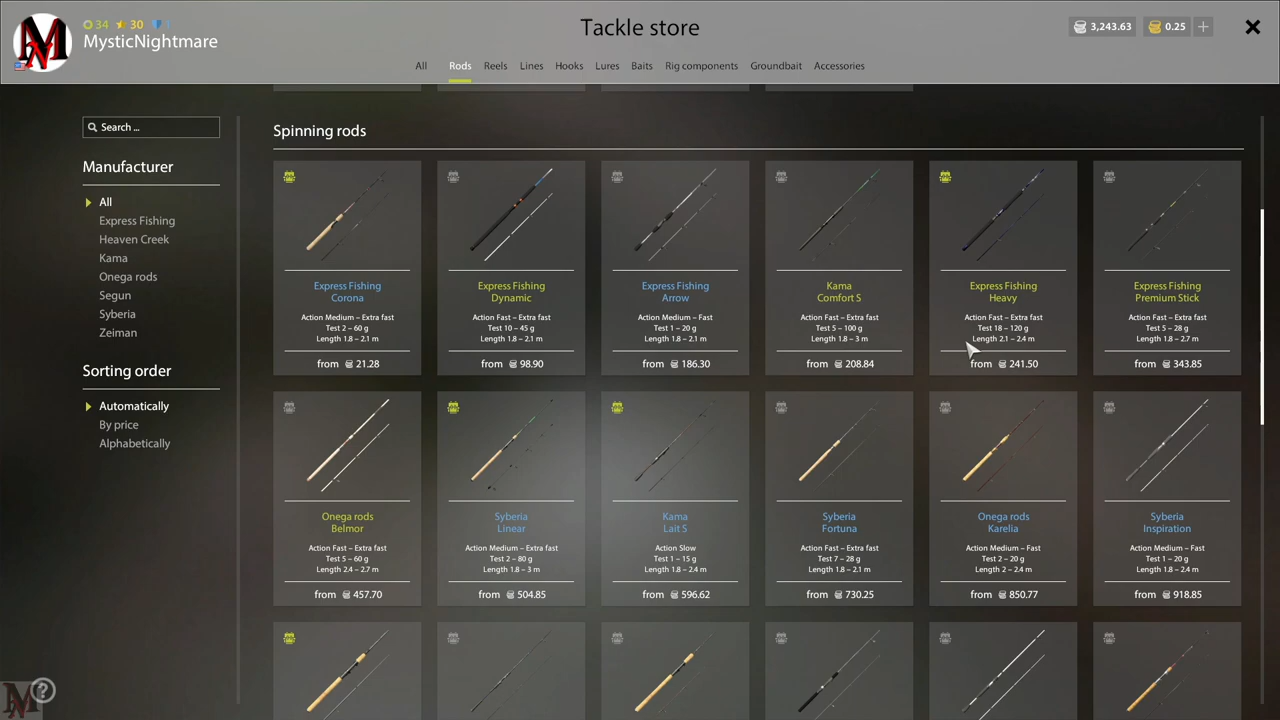 34 30
MysticNightmare
Tackle store
3,243.63 0.25 +
All Rods Reels Lines Hooks Lures Baits Rig components Groundbait Accessories
Search ...
Manufacturer
All
Express Fishing
Heaven Creek
Kama
Onega rods
Segun
Syberia
Zeiman
Sorting order
Automatically
By price
Alphabetically
Spinning rods
Express Fishing
Corona
Action Medium – Extra fast
Test 2 – 60 g
Length 1.8 – 2.1 m
from 21.28
Express Fishing
Dynamic
Action Fast – Extra fast
Test 10 – 45 g
Length 1.8 – 2.1 m
from 98.90
Express Fishing
Arrow
Action Medium – Fast
Test 1 – 20 g
Length 1.8 – 2.1 m
from 186.30
Kama
Comfort S
Action Fast – Extra fast
Test 5 – 100 g
Length 1.8 – 3 m
from 208.84
Express Fishing
Heavy
Action Fast – Extra fast
Test 18 – 120 g
Length 2.1 – 2.4 m
from 241.50
Express Fishing
Premium Stick
Action Fast – Extra fast
Test 5 – 28 g
Length 1.8 – 2.7 m
from 343.85
Onega rods
Belmor
Action Fast – Extra fast
Test 5 – 60 g
Length 2.4 – 2.7 m
from 457.70
Syberia
Linear
Action Medium – Extra fast
Test 2 – 80 g
Length 1.8 – 3 m
from 504.85
Kama
Lait S
Action Slow
Test 1 – 15 g
Length 1.8 – 2.4 m
from 596.62
Syberia
Fortuna
Action Fast – Extra fast
Test 7 – 28 g
Length 1.8 – 2.1 m
from 730.25
Onega rods
Karelia
Action Medium – Fast
Test 2 – 20 g
Length 2 – 2.4 m
from 850.77
Syberia
Inspiration
Action Medium – Fast
Test 1 – 20 g
Length 1.8 – 2.4 m
from 918.85
?